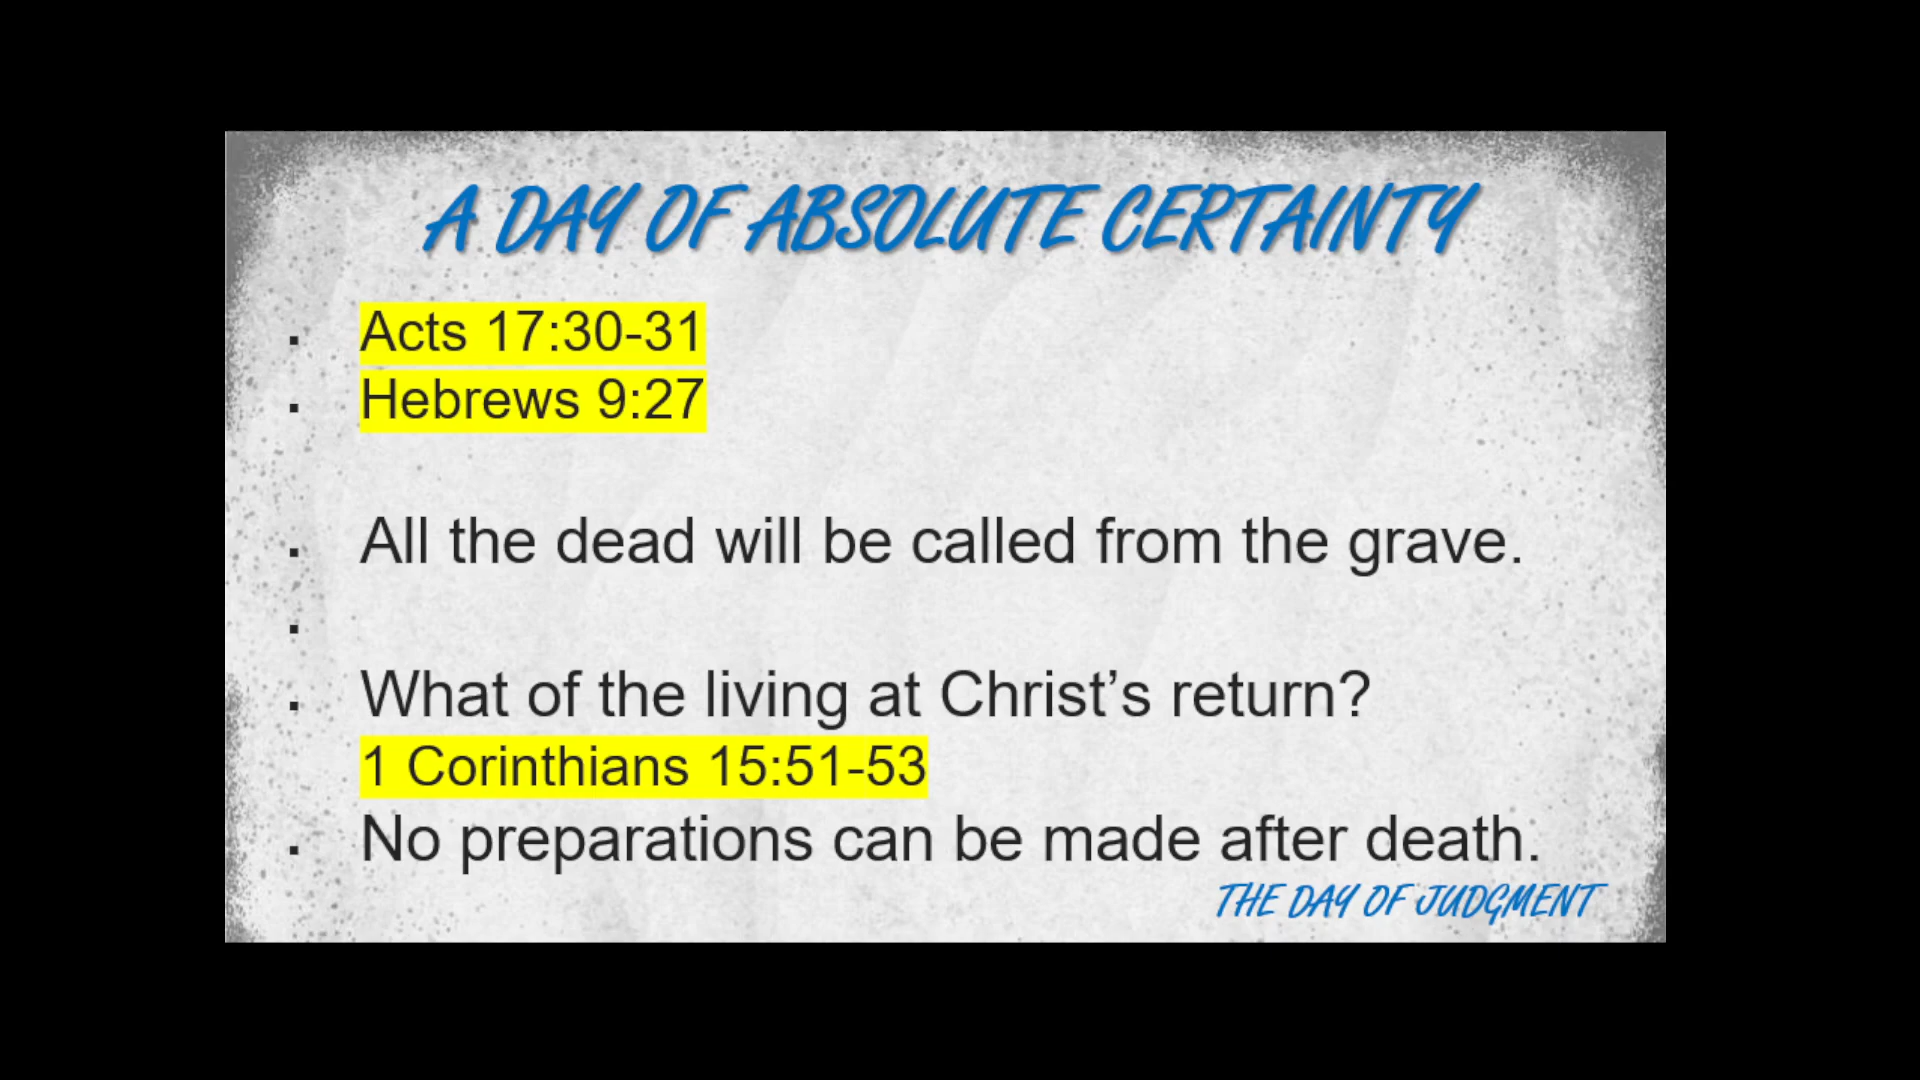 A DAY OF ABSOLUTE CERTAINTY
▪ Acts 17:30-31
▪ Hebrews 9:27
▪ All the dead will be called from the grave.
▪
▪ What of the living at Christ’s return?
1 Corinthians 15:51-53
▪ No preparations can be made after death.
THE DAY OF JUDGMENT